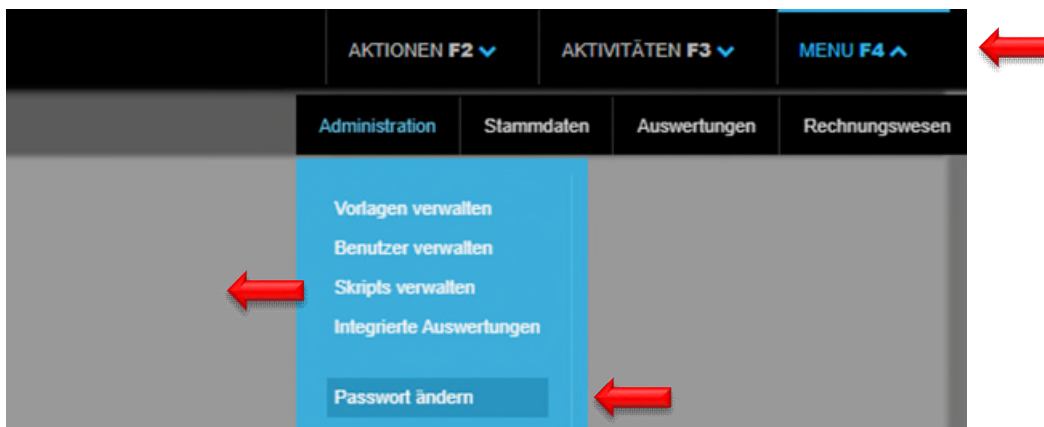 AKTIONEN F2 AKTIVITÄTEN F3 MENU F4
Administration Stammdaten Auswertungen Rechnungswesen
Vorlagen verwalten
Benutzer verwalten
Skripts verwalten
Integrierte Auswertungen
Passwort ändern